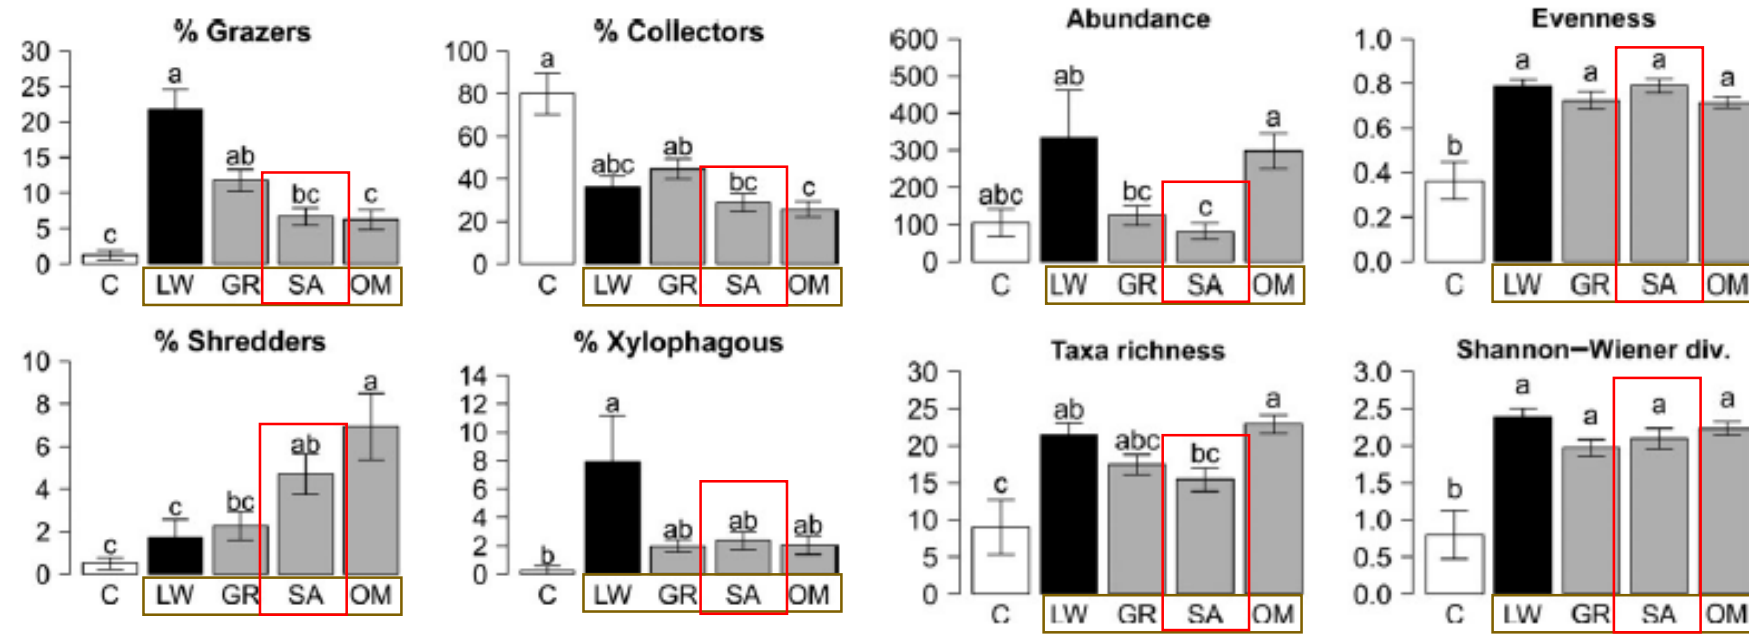 % Grazers
30
25
20
15
10
5
0
c
a
ab
bc
c
C LW GR SA OM
% Collectors
100
80
60
40
20
0
a
abc
ab
bc
c
C LW GR SA OM
Abundance
600
500
400
300
200
100
0
abc
ab
bc
c
a
C LW GR SA OM
Evenness
1.0
0.8
0.6
0.4
0.2
0.0
b
a
a
a
a
C LW GR SA OM
% Shredders
10
8
6
4
2
0
c
c
bc
ab
a
C LW GR SA OM
% Xylophagous
14
12
10
8
6
4
2
0
b
a
ab
ab
ab
C LW GR SA OM
Taxa richness
30
25
20
15
10
5
0
c
ab
abc
bc
a
C LW GR SA OM
Shannon–Wiener div.
3.0
2.5
2.0
1.5
1.0
0.5
0.0
b
a
a
a
a
C LW GR SA OM